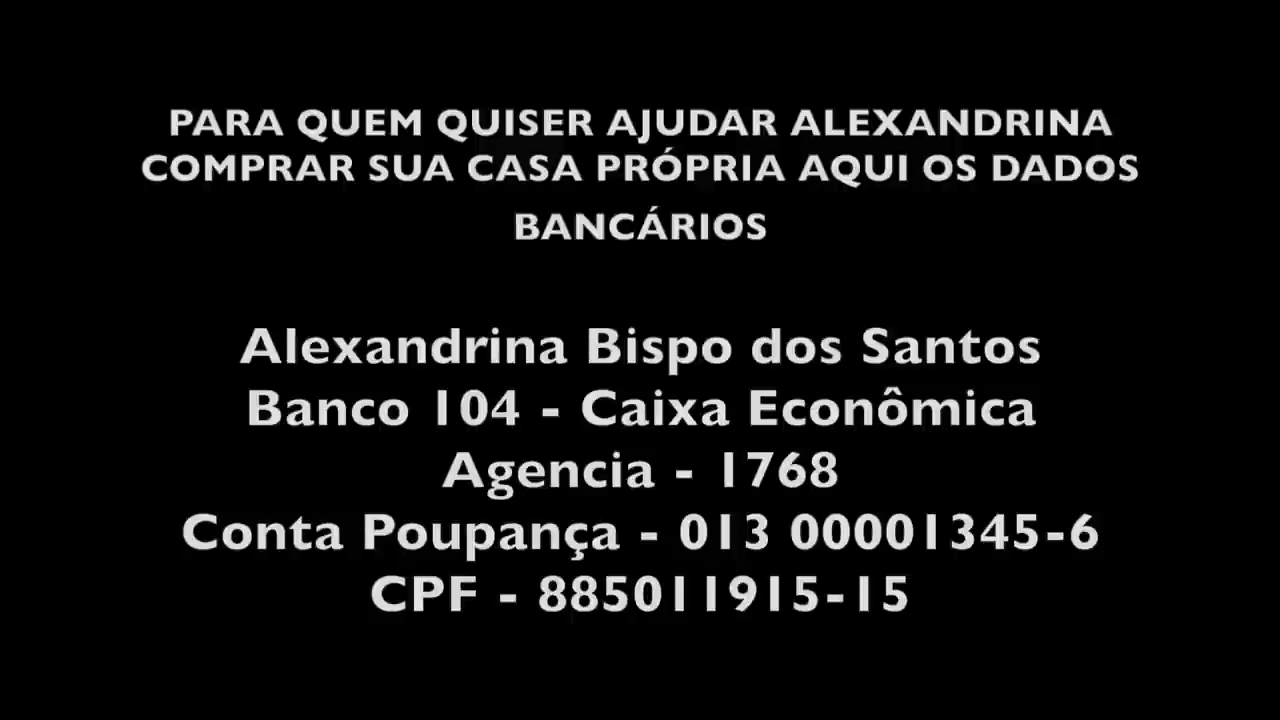 PARA QUEM QUISER AJUDAR ALEXANDRINA
COMPRAR SUA CASA PRÓPRIA AQUI OS DADOS
BANCÁRIOS
Alexandrina Bispo dos Santos
Banco 104 - Caixa Econômica
Agencia - 1768
Conta Poupança - 013 00001345-6
CPF - 885011915-15